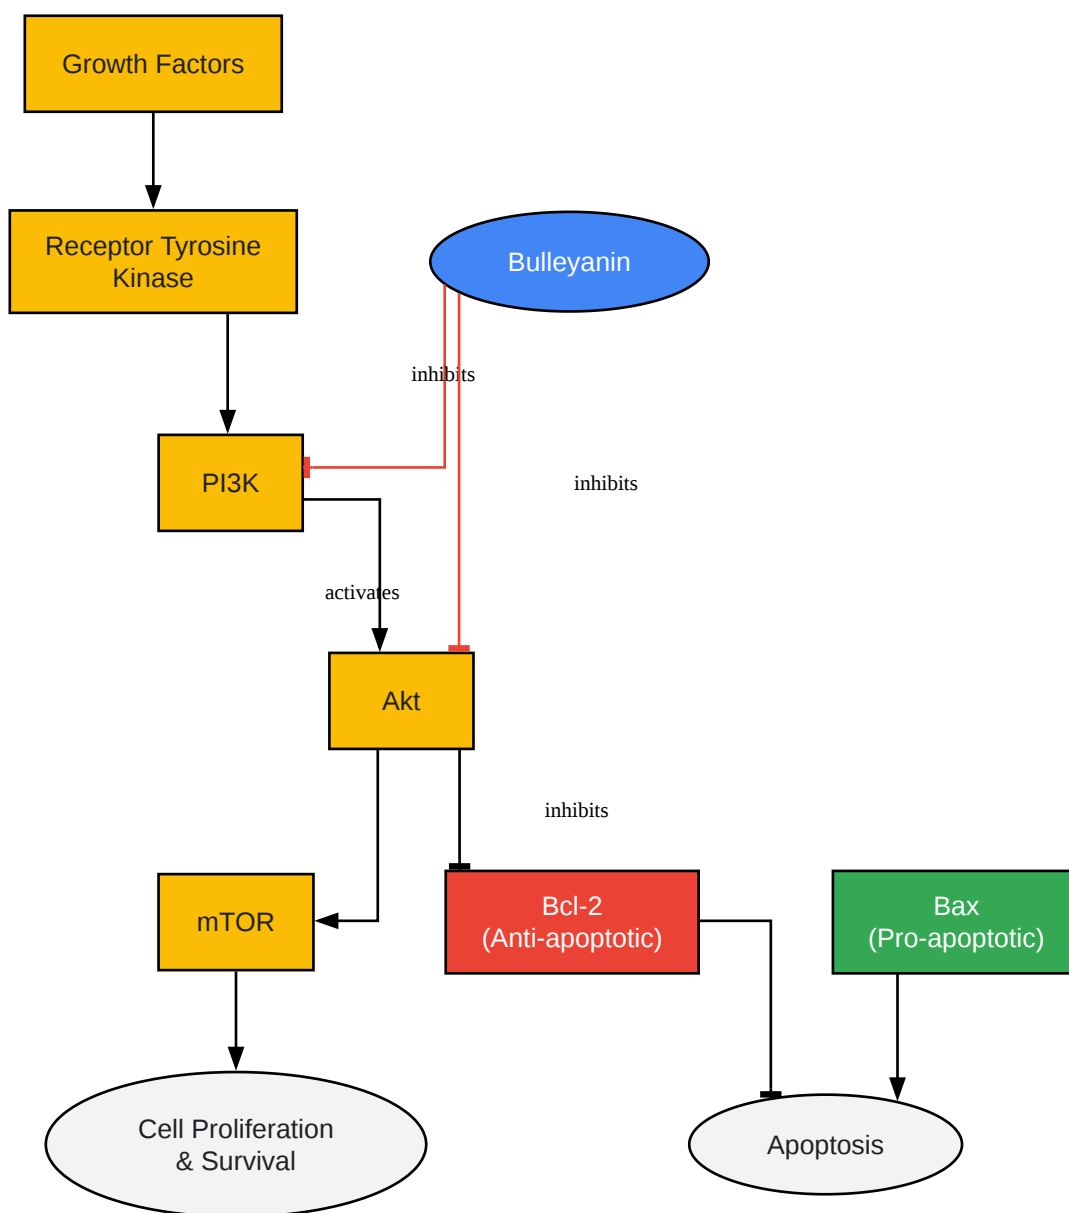 Growth Factors
Receptor Tyrosine
Kinase
Bulleyanin
inhibits
PI3K
inhibits
activates
Akt
inhibits
mTOR
Bcl-2
(Anti-apoptotic)
Bax
(Pro-apoptotic)
Cell Proliferation
& Survival
Apoptosis